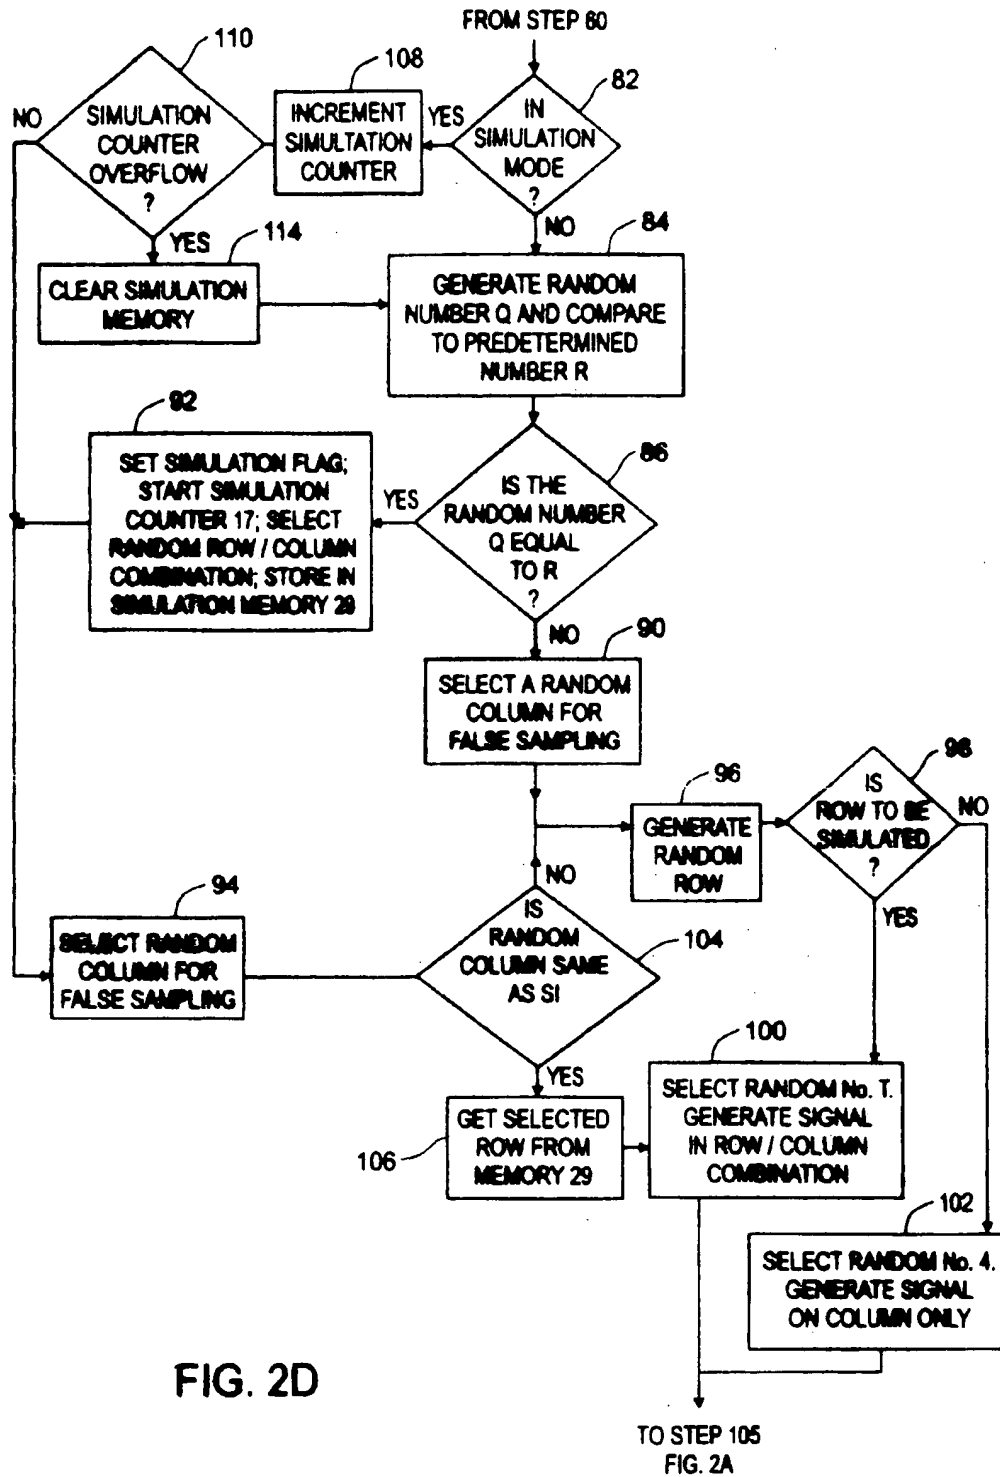 FROM STEP 60
110
108
82
NO
SIMULATION
COUNTER
OVERFLOW
?
INCREMENT
SIMULTATION
COUNTER
YES
IN
SIMULATION
MODE
?
YES
NO
114
84
CLEAR SIMULATION
MEMORY
GENERATE RANDOM
NUMBER Q AND COMPARE
TO PREDETERMINED
NUMBER R
92
86
SET SIMULATION FLAG;
START SIMULATION
COUNTER 17; SELECT
RANDOM ROW / COLUMN
COMBINATION; STORE IN
SIMULATION MEMORY 29
YES
IS THE
RANDOM NUMBER
Q EQUAL
TO R
?
NO
90
SELECT A RANDOM
COLUMN FOR
FALSE SAMPLING
96
98
GENERATE
RANDOM
ROW
IS
ROW TO BE
SIMULATED
?
NO
YES
NO
94
SELECT RANDOM
COLUMN FOR
FALSE SAMPLING
IS
RANDOM
COLUMN SAME
AS SI
104
YES
100
GET SELECTED
ROW FROM
MEMORY 29
106
SELECT RANDOM No. T.
GENERATE SIGNAL
IN ROW / COLUMN
COMBINATION
102
SELECT RANDOM No. 4.
GENERATE SIGNAL
ON COLUMN ONLY
FIG. 2D
TO STEP 105
FIG. 2A